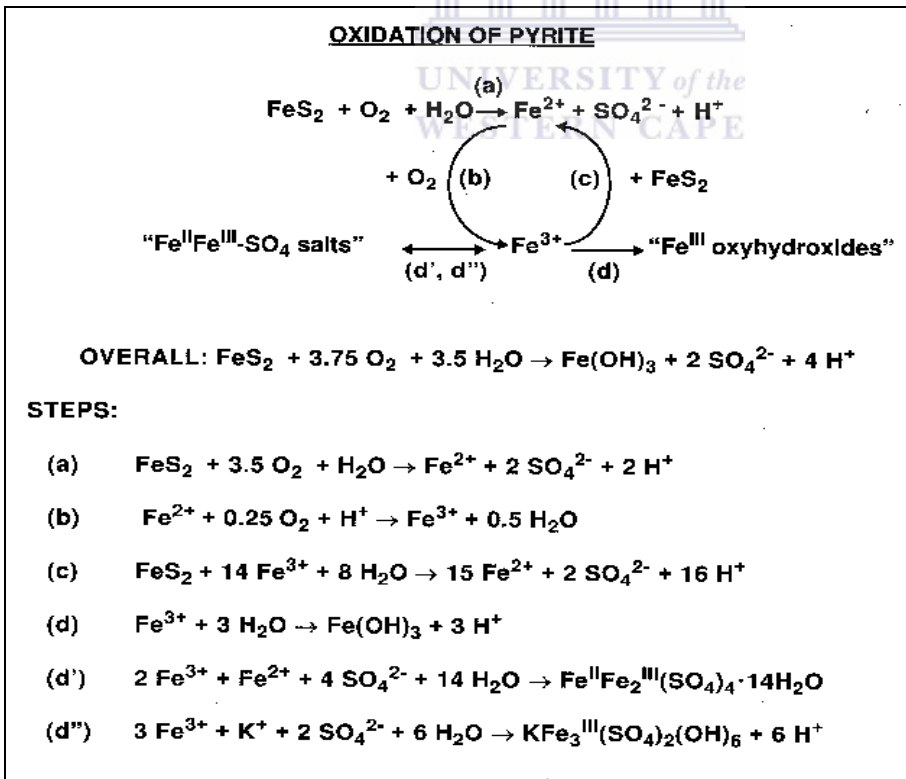 OXIDATION OF PYRITE
UNIVERSITY of the
WESTERN CAPE
(a)
FeS₂ + O₂ + H₂O → Fe²⁺ + SO₄²⁻ + H⁺
+ O₂ (b) (c) + FeS₂
“FeᴵᴵFeᴵᴵᴵ-SO₄ salts” ↔ Fe³⁺ → “Feᴵᴵᴵ oxyhydroxides”
(d', d'') (d)
OVERALL: FeS₂ + 3.75 O₂ + 3.5 H₂O → Fe(OH)₃ + 2 SO₄²⁻ + 4 H⁺
STEPS:
(a) FeS₂ + 3.5 O₂ + H₂O → Fe²⁺ + 2 SO₄²⁻ + 2 H⁺
(b) Fe²⁺ + 0.25 O₂ + H⁺ → Fe³⁺ + 0.5 H₂O
(c) FeS₂ + 14 Fe³⁺ + 8 H₂O → 15 Fe²⁺ + 2 SO₄²⁻ + 16 H⁺
(d) Fe³⁺ + 3 H₂O → Fe(OH)₃ + 3 H⁺
(d') 2 Fe³⁺ + Fe²⁺ + 4 SO₄²⁻ + 14 H₂O → FeᴵᴵFe₂ᴵᴵᴵ(SO₄)₄·14H₂O
(d'') 3 Fe³⁺ + K⁺ + 2 SO₄²⁻ + 6 H₂O → KFe₃ᴵᴵᴵ(SO₄)₂(OH)₆ + 6 H⁺